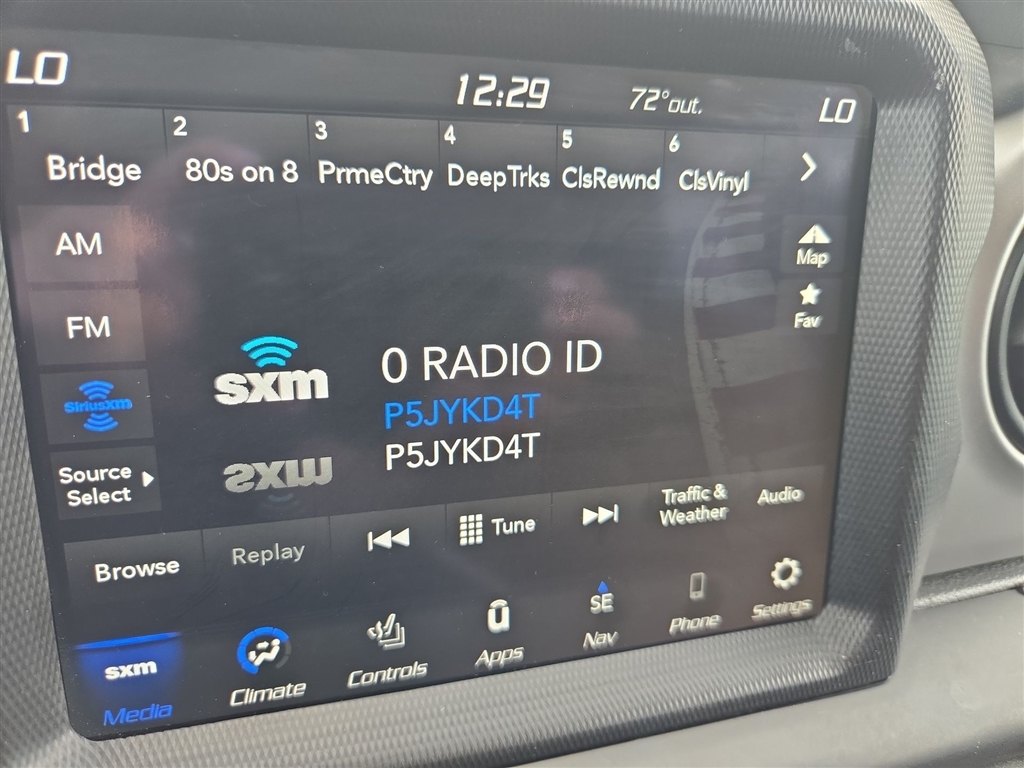 LO
12:29
72°out.
LO
1
2
3
4
5
6
Bridge
80s on 8
PrmeCtry
DeepTrks
ClsRewnd
ClsVinyl
AM
Map
FM
Fav
sxm
0 RADIO ID
SiriusXM
P5JYKD4T
P5JYKD4T
Source
Select
sxm
Browse
Replay
Tune
Traffic &
Weather
Audio
sxm
Media
Climate
Controls
Apps
SE
Nav
Phone
Settings